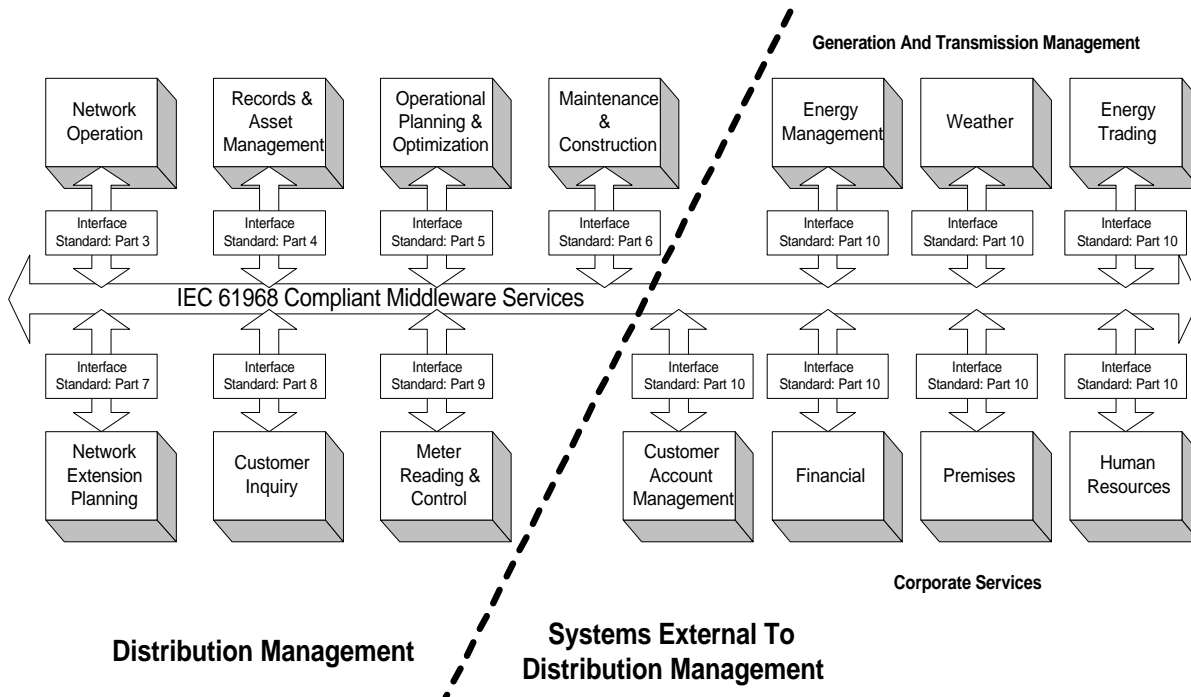 Generation And Transmission Management
Network
Operation
Records &
Asset
Management
Operational
Planning &
Optimization
Maintenance
&
Construction
Energy
Management
Weather
Energy
Trading
Interface
Standard: Part 3
Interface
Standard: Part 4
Interface
Standard: Part 5
Interface
Standard: Part 6
Interface
Standard: Part 10
Interface
Standard: Part 10
Interface
Standard: Part 10
IEC 61968 Compliant Middleware Services
Interface
Standard: Part 7
Interface
Standard: Part 8
Interface
Standard: Part 9
Interface
Standard: Part 10
Interface
Standard: Part 10
Interface
Standard: Part 10
Interface
Standard: Part 10
Network
Extension
Planning
Customer
Inquiry
Meter
Reading &
Control
Customer
Account
Management
Financial
Premises
Human
Resources
Corporate Services
Distribution Management
Systems External To
Distribution Management